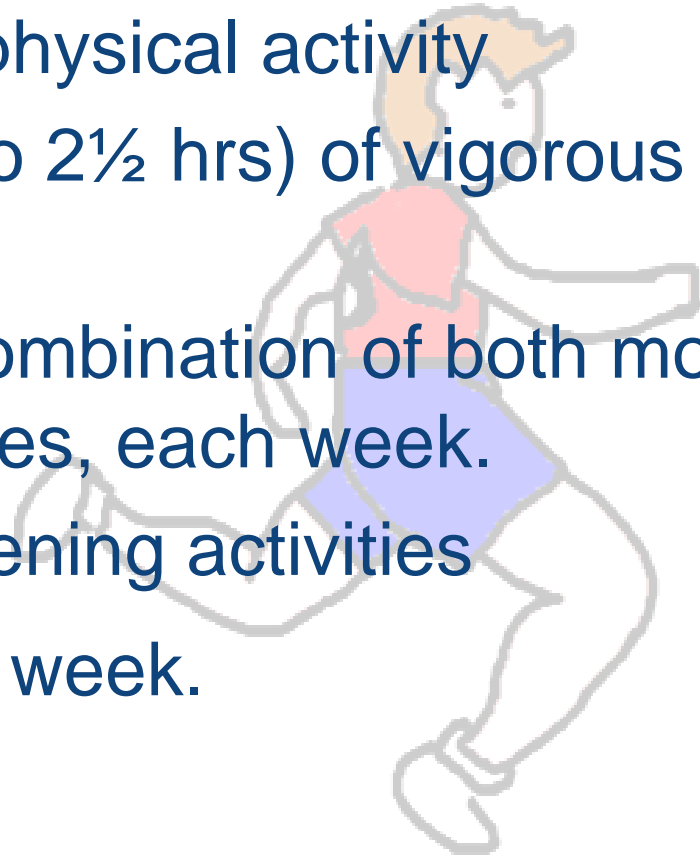 physical activity
o 2½ hrs) of vigorous
ombination of both mo
es, each week.
ening activities
week.